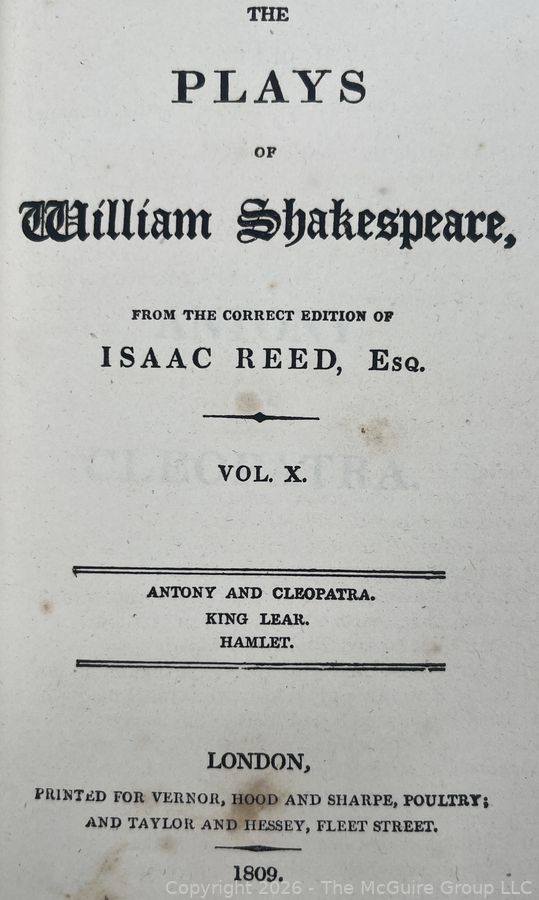 THE
PLAYS
OF
William Shakespeare,
FROM THE CORRECT EDITION OF
ISAAC REED, Esq.
VOL. X.
ANTONY AND CLEOPATRA.
KING LEAR.
HAMLET.
LONDON,
PRINTED FOR VERNOR, HOOD AND SHARPE, POULTRY;
AND TAYLOR AND HESSEY, FLEET STREET.
1809.
Copyright 2026 - The McGuire Group LLC